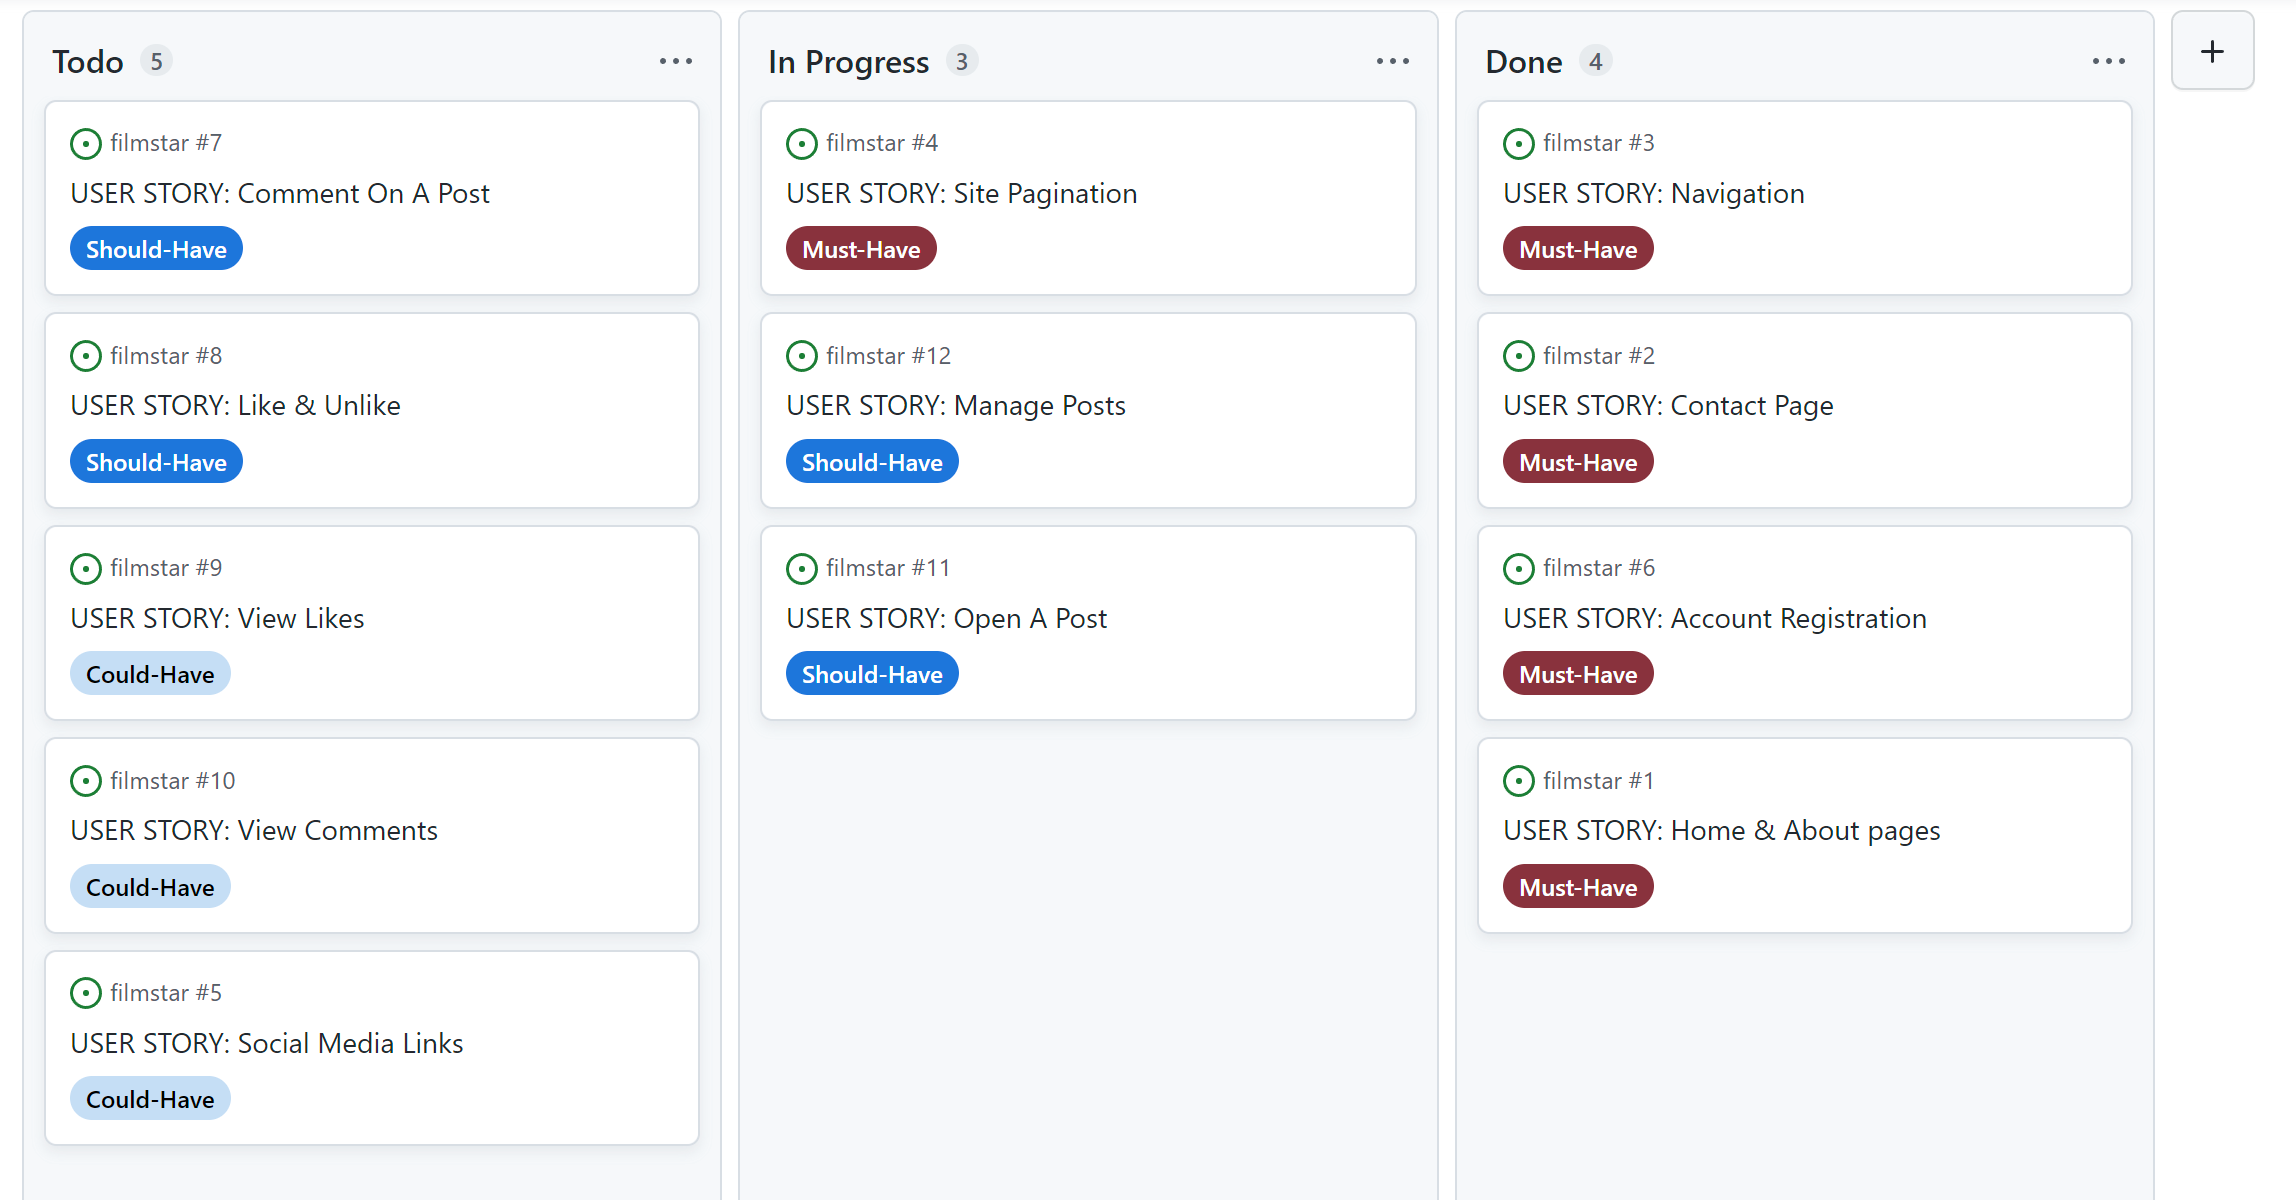 Todo 5
filmstar #7
USER STORY: Comment On A Post
Should-Have
filmstar #8
USER STORY: Like & Unlike
Should-Have
filmstar #9
USER STORY: View Likes
Could-Have
filmstar #10
USER STORY: View Comments
Could-Have
filmstar #5
USER STORY: Social Media Links
Could-Have
In Progress 3
filmstar #4
USER STORY: Site Pagination
Must-Have
filmstar #12
USER STORY: Manage Posts
Should-Have
filmstar #11
USER STORY: Open A Post
Should-Have
Done 4
filmstar #3
USER STORY: Navigation
Must-Have
filmstar #2
USER STORY: Contact Page
Must-Have
filmstar #6
USER STORY: Account Registration
Must-Have
filmstar #1
USER STORY: Home & About pages
Must-Have